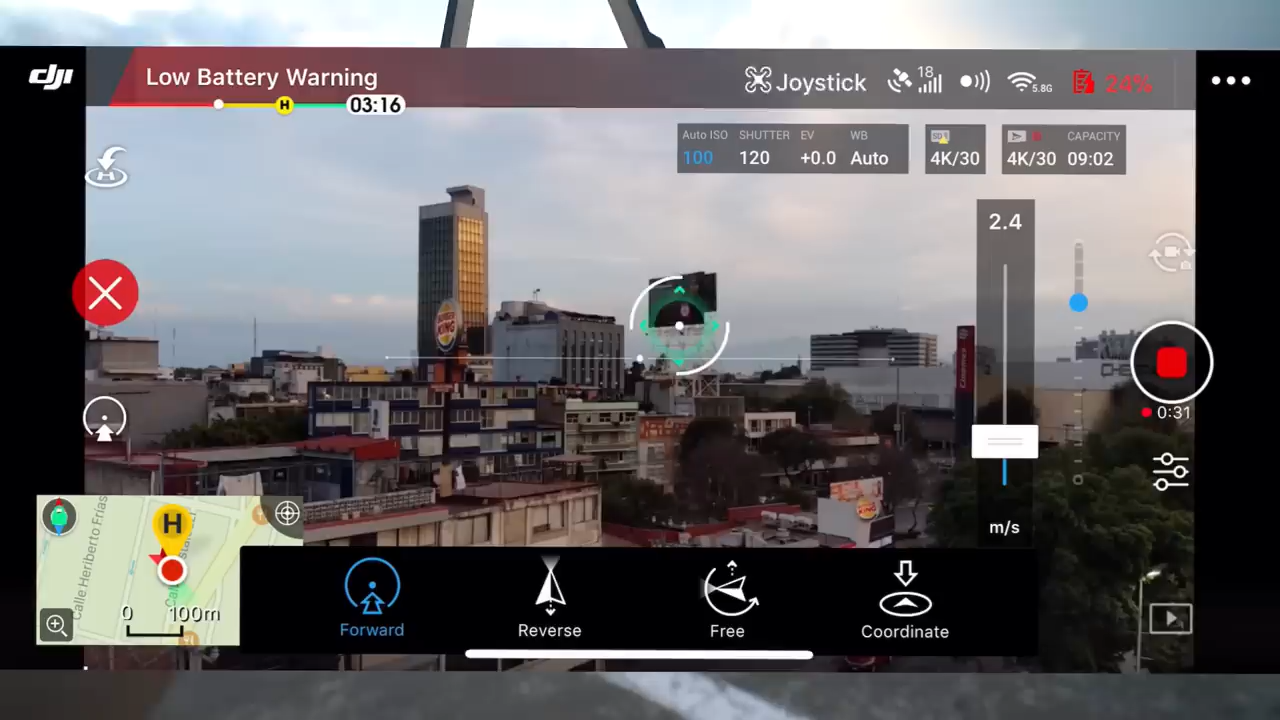 dji
Low Battery Warning
H
03:16
Joystick
18
5.8G
24%
Auto ISO
100
SHUTTER
120
EV
+0.0
WB
Auto
4K/30
4K/30
CAPACITY
09:02
2.4
m/s
0:31
BURGER
KING
Calle Heriberto Frías
H
0
100m
Forward
Reverse
Free
Coordinate